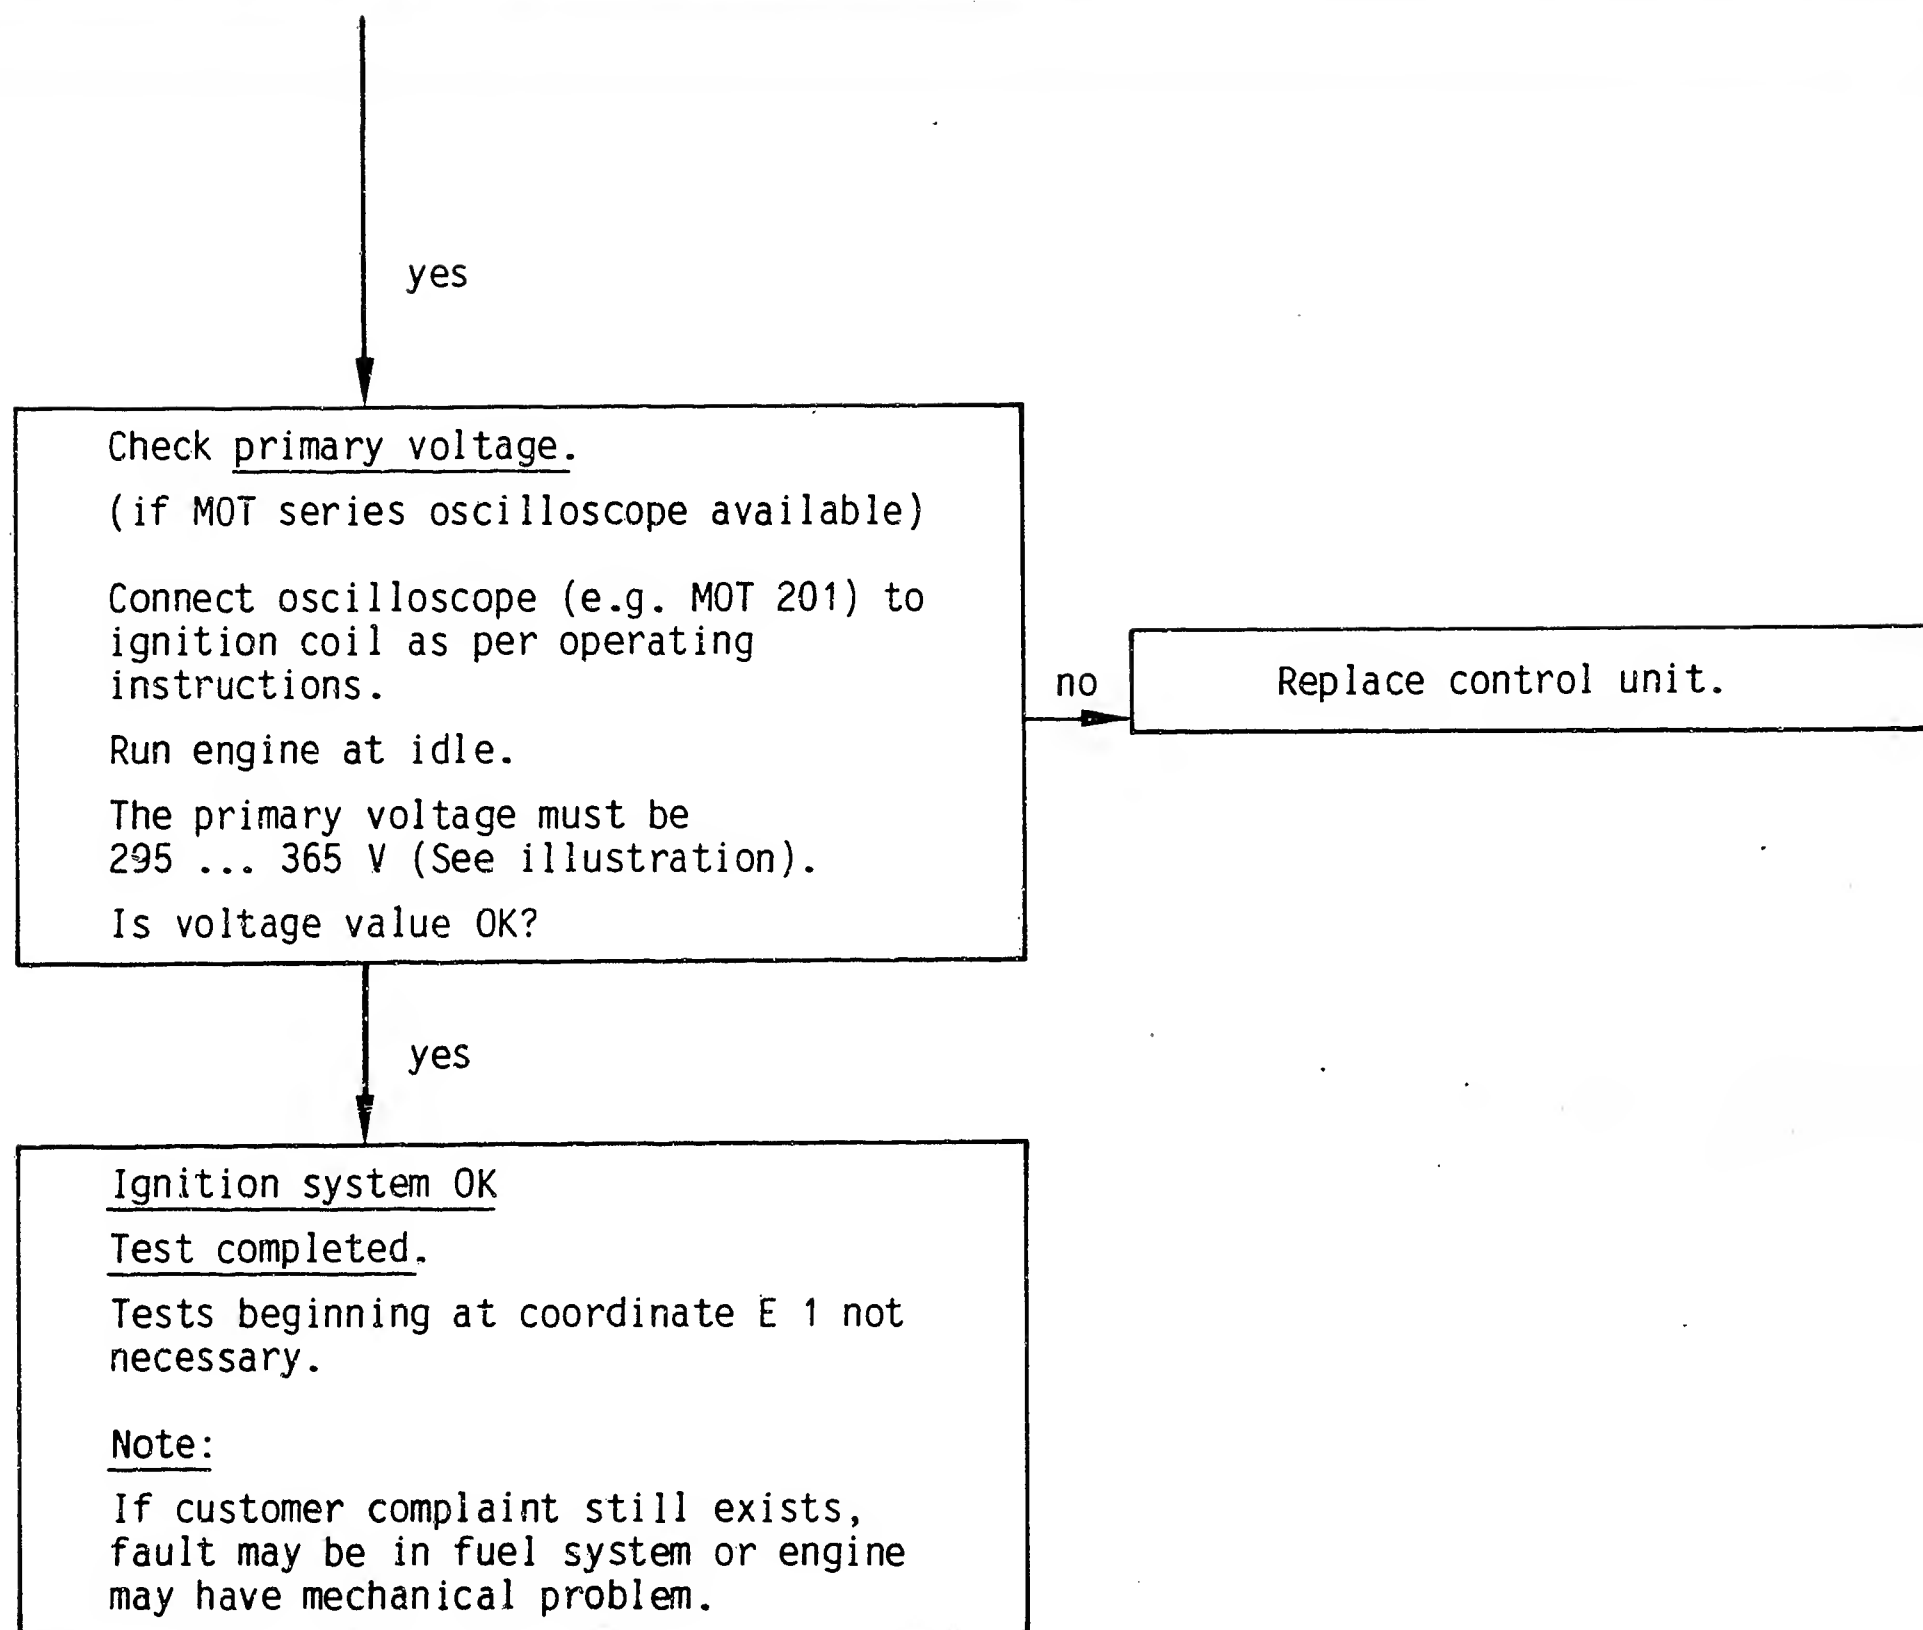 yes
Check primary voltage.
(if MOT series oscilloscope available)
Connect oscilloscope (e.g. MOT 201) to
ignition coil as per operating
instructions.
Run engine at idle.
The primary voltage must be
295 ... 365 V (See illustration).
Is voltage value OK?
no
Replace control unit.
yes
Ignition system OK
Test completed.
Tests beginning at coordinate E 1 not
necessary.
Note:
If customer complaint still exists,
fault may be in fuel system or engine
may have mechanical problem.